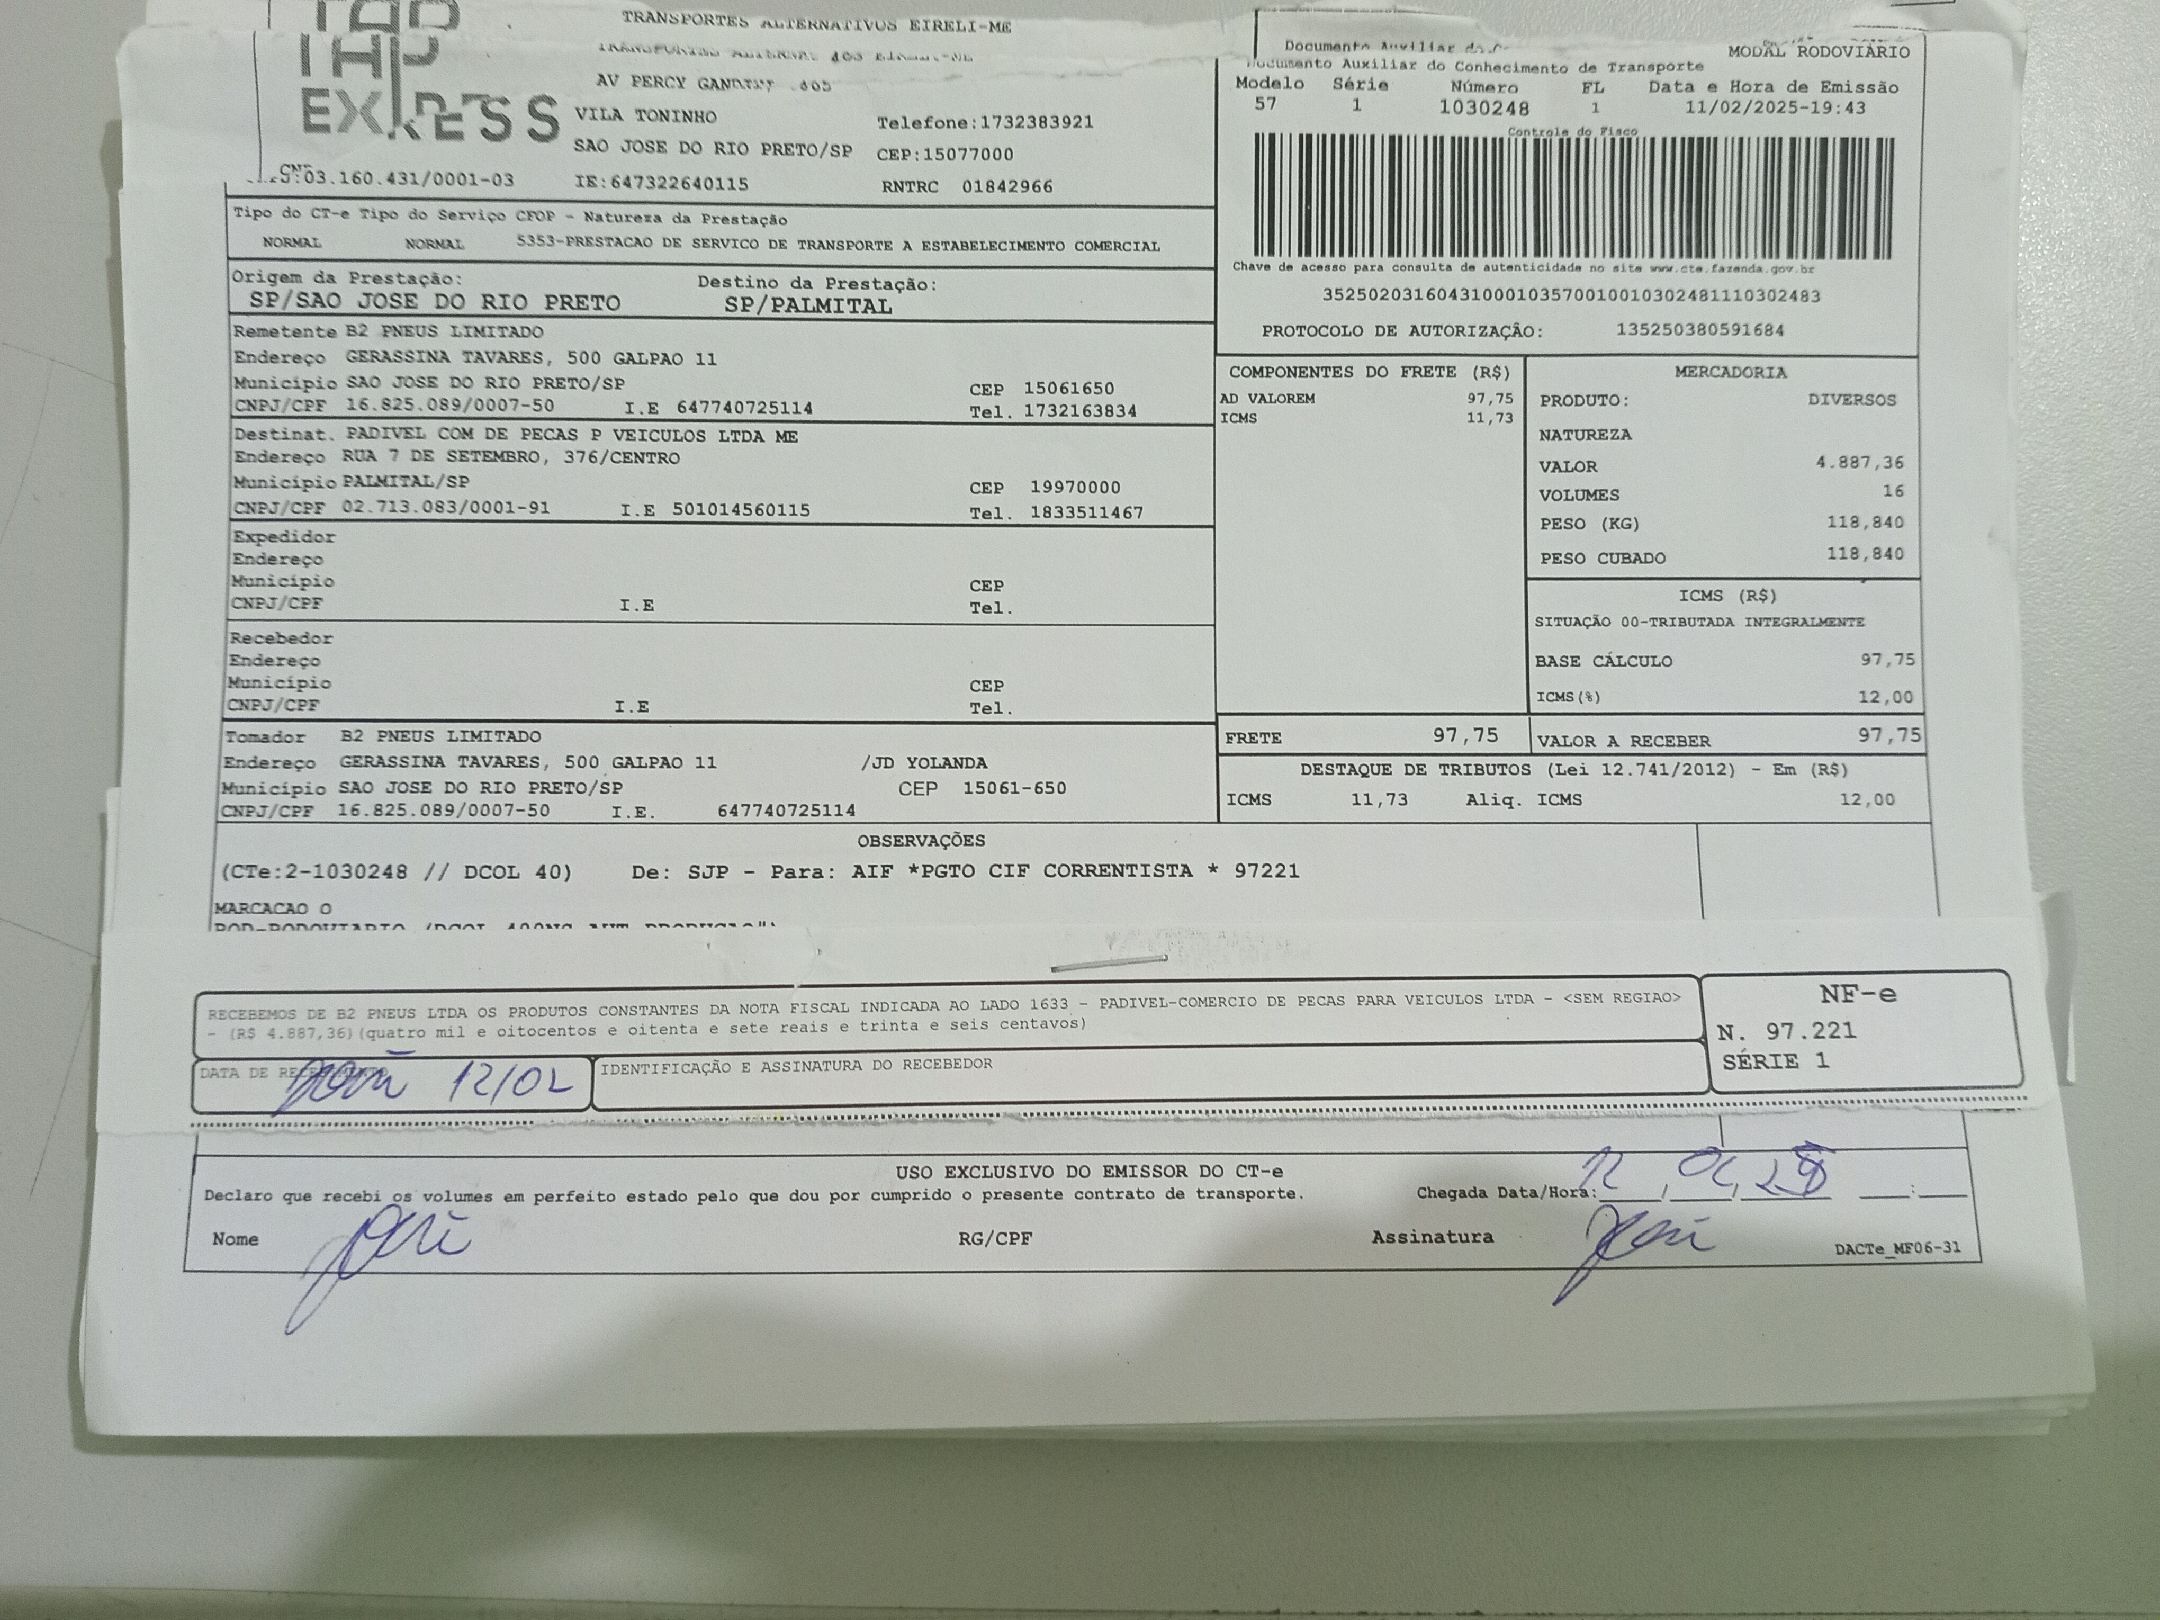 TAP
EXPRESS
TRANSPORTES ALTERNATIVOS EIRELI-ME
AV PERCY
VILA TONINHO
Telefone:1732383921
SAO JOSE DO RIO PRETO/SP CEP:15077000
03.160.431/0001-03 IE:647322640115 RNTRC 01842966
MODAL RODOVIÁRIO
Documento Auxiliar do Conhecimento de Transporte
Modelo Série Número FL Data e Hora de Emissão
57 1 1030248 1 11/02/2025-19:43
Controle do Fisco
Chave de acesso para consulta de autenticidade no site www.cte.fazenda.gov.br
35250203160431000103570010010302481110302483
PROTOCOLO DE AUTORIZAÇÃO: 135250380591684
Tipo do CT-e Tipo do Serviço CFOP - Natureza da Prestação
NORMAL NORMAL 5353-PRESTACAO DE SERVICO DE TRANSPORTE A ESTABELECIMENTO COMERCIAL
Origem da Prestação: Destino da Prestação:
SP/SAO JOSE DO RIO PRETO SP/PALMITAL
Remetente B2 PNEUS LIMITADO
Endereço GERASSINA TAVARES, 500 GALPAO 11
Município SAO JOSE DO RIO PRETO/SP CEP 15061650
CNPJ/CPF 16.825.089/0007-50 I.E 647740725114 Tel. 1732163834
Destinat. PADIVEL COM DE PECAS P VEICULOS LTDA ME
Endereço RUA 7 DE SETEMBRO, 376/CENTRO
Município PALMITAL/SP CEP 19970000
CNPJ/CPF 02.713.083/0001-91 I.E 501014560115 Tel. 1833511467
Expedidor
Endereço
Município CEP
CNPJ/CPF I.E Tel.
Recebedor
Endereço
Município CEP
CNPJ/CPF I.E Tel.
Tomador B2 PNEUS LIMITADO
Endereço GERASSINA TAVARES, 500 GALPAO 11 /JD YOLANDA
Município SAO JOSE DO RIO PRETO/SP CEP 15061-650
CNPJ/CPF 16.825.089/0007-50 I.E. 647740725114
COMPONENTES DO FRETE (R$)
AD VALOREM 97,75
ICMS 11,73
MERCADORIA
PRODUTO: DIVERSOS
NATUREZA
VALOR 4.887,36
VOLUMES 16
PESO (KG) 118,840
PESO CUBADO 118,840
ICMS (R$)
SITUAÇÃO 00-TRIBUTADA INTEGRALMENTE
BASE CÁLCULO 97,75
ICMS(%) 12,00
FRETE 97,75 VALOR A RECEBER 97,75
DESTAQUE DE TRIBUTOS (Lei 12.741/2012) - Em (R$)
ICMS 11,73 Aliq. ICMS 12,00
OBSERVAÇÕES
(CTe:2-1030248 // DCOL 40) De: SJP - Para: AIF *PGTO CIF CORRENTISTA * 97221
MARCACAO O
RECEBEMOS DE B2 PNEUS LTDA OS PRODUTOS CONSTANTES DA NOTA FISCAL INDICADA AO LADO 1633 - PADIVEL-COMERCIO DE PECAS PARA VEICULOS LTDA - <SEM REGIAO>
- (R$ 4.887,36)(quatro mil e oitocentos e oitenta e sete reais e trinta e seis centavos)
DATA DE 12/02
IDENTIFICAÇÃO E ASSINATURA DO RECEBEDOR
NF-e
N. 97.221
SÉRIE 1
USO EXCLUSIVO DO EMISSOR DO CT-e
Declaro que recebi os volumes em perfeito estado pelo que dou por cumprido o presente contrato de transporte. Chegada Data/Hora: 12
Nome RG/CPF Assinatura
DACTe_MF06-31